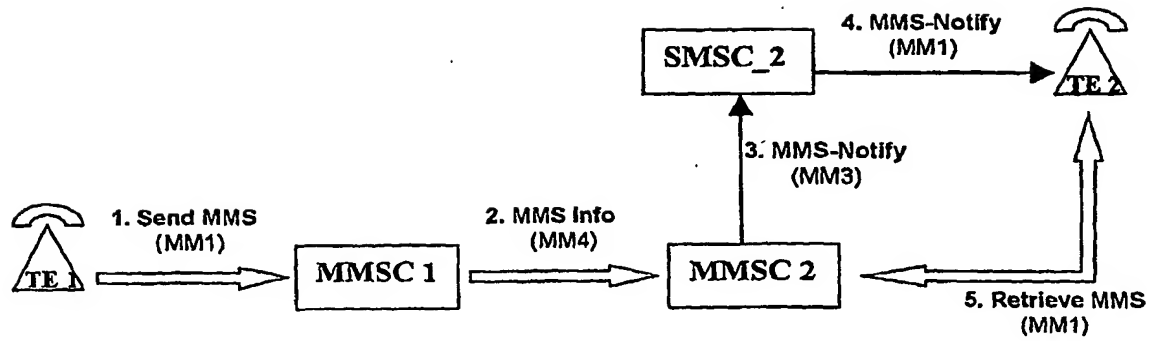 4. MMS-Notify
(MM1)
SMSC_2
TE 2
3. MMS-Notify
(MM3)
1. Send MMS
(MM1)
2. MMS Info
(MM4)
TE 1
MMSC 1
MMSC 2
5. Retrieve MMS
(MM1)